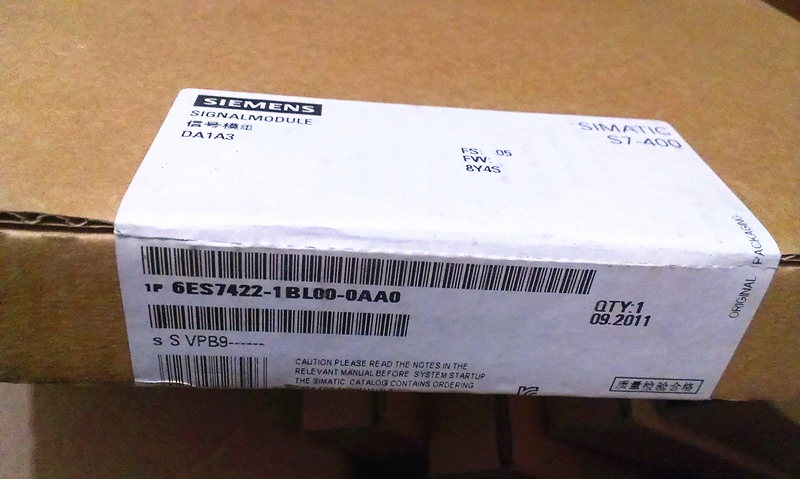 SIEMENS
SIGNALMODULE
信号模组
DA1A3
FS: 05
FW:
8Y4S
SIMATIC
S7-400
ORIGINAL PACKAGING
1P 6ES7422-1BL00-0AA0
QTY:1
09.2011
S S VPB9------
CAUTION PLEASE READ THE NOTES IN THE
RELEVANT MANUAL BEFORE SYSTEM STARTUP
THE SIMATIC CATALOG CONTAINS ORDERING
质量检验合格